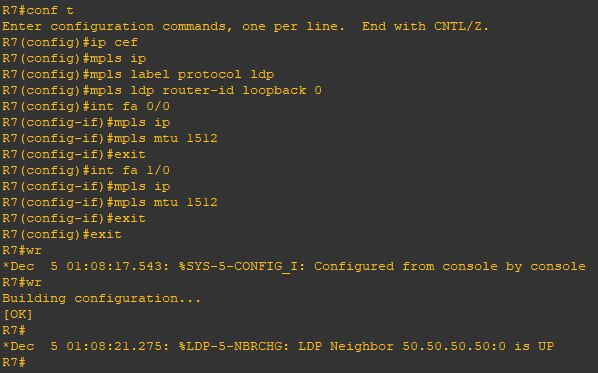 R7#conf t
Enter configuration commands, one per line.  End with CNTL/Z.
R7(config)#ip cef
R7(config)#mpls ip
R7(config)#mpls label protocol ldp
R7(config)#mpls ldp router-id loopback 0
R7(config)#int fa 0/0
R7(config-if)#mpls ip
R7(config-if)#mpls mtu 1512
R7(config-if)#exit
R7(config)#int fa 1/0
R7(config-if)#mpls ip
R7(config-if)#mpls mtu 1512
R7(config-if)#exit
R7(config)#exit
R7#wr
*Dec  5 01:08:17.543: %SYS-5-CONFIG_I: Configured from console by console
R7#wr
Building configuration...
[OK]
R7#
*Dec  5 01:08:21.275: %LDP-5-NBRCHG: LDP Neighbor 50.50.50.50:0 is UP
R7#